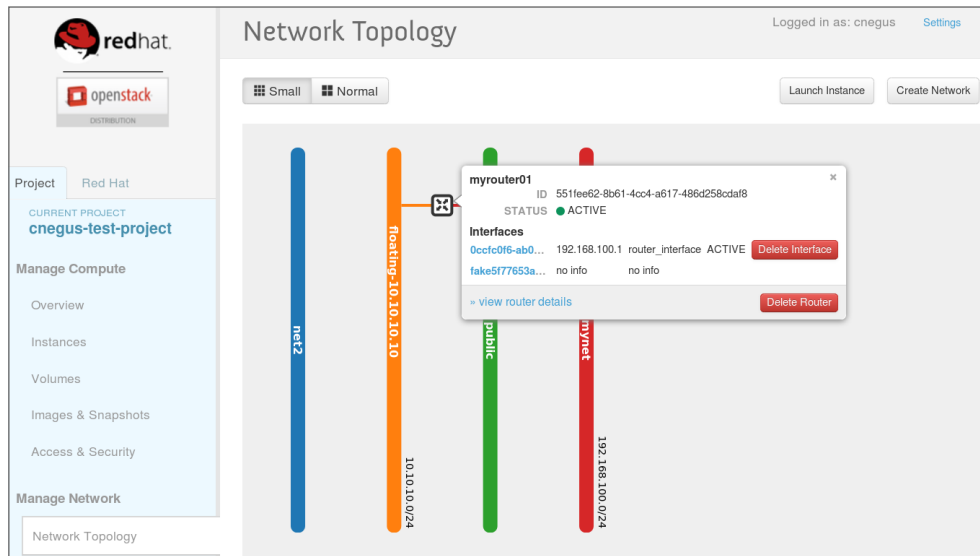 redhat.
openstack
DISTRIBUTION
Network Topology
Logged in as: cnegus
Settings
Small
Normal
Launch Instance
Create Network
Project
Red Hat
CURRENT PROJECT
cnegus-test-project
Manage Compute
Overview
Instances
Volumes
Images & Snapshots
Access & Security
Manage Network
Network Topology
net2
floating-10.10.10.10
10.10.10.0/24
public
mynet
192.168.100.0/24
myrouter01
×
ID 551fee62-8b61-4cc4-a617-486d258cdaf8
STATUS ACTIVE
Interfaces
0ccfc0f6-ab0... 192.168.100.1 router_interface ACTIVE Delete Interface
fake5f77653a... no info no info
» view router details
Delete Router